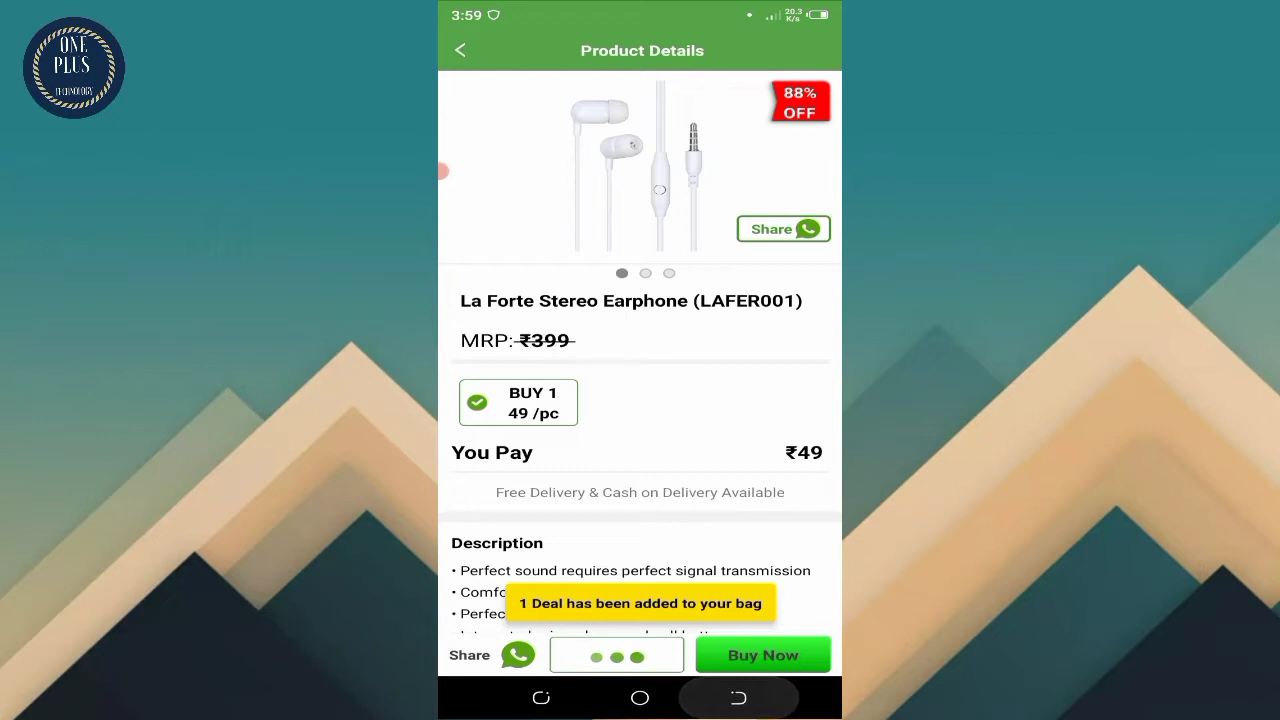 ONE
PLUS
TECHNOLOGY
3:59
20.3
K/s
Product Details
88%
OFF
Share
La Forte Stereo Earphone (LAFER001)
MRP: ₹399
BUY 1
49 /pc
You Pay ₹49
Free Delivery & Cash on Delivery Available
Description
• Perfect sound requires perfect signal transmission
• Comfo
• Perfec
1 Deal has been added to your bag
Share
Buy Now